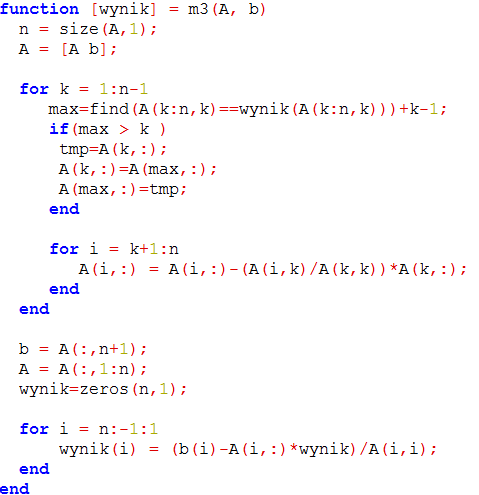 function [wynik] = m3(A, b)
  n = size(A,1);
  A = [A b];

  for k = 1:n-1
     max=find(A(k:n,k)==wynik(A(k:n,k)))+k-1;
     if(max > k )
      tmp=A(k,:);
      A(k,:)=A(max,:);
      A(max,:)=tmp;
     end

     for i = k+1:n
        A(i,:) = A(i,:)-(A(i,k)/A(k,k))*A(k,:);
     end
  end

  b = A(:,n+1);
  A = A(:,1:n);
  wynik=zeros(n,1);

  for i = n:-1:1
      wynik(i) = (b(i)-A(i,:)*wynik)/A(i,i);
  end
end